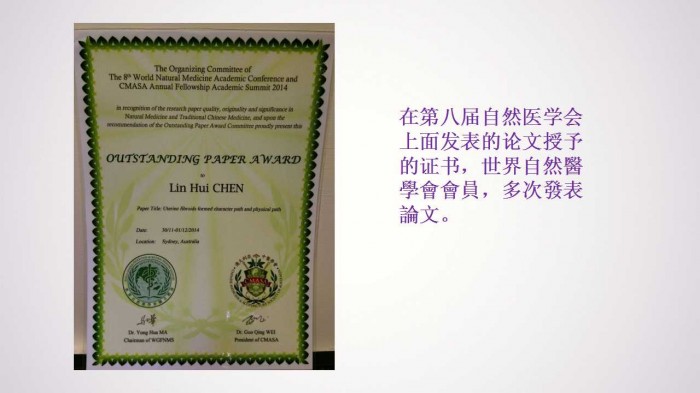 The Organizing Committee of
The 8th World Natural Medicine Academic Conference and
CMASA Annual Fellowship Academic Summit 2014
in recognition of the research paper quality, originality and significance in
Natural Medicine and Traditional Chinese Medicine, and upon the
recommendation of the Outstanding Paper Award Committee proudly present this
OUTSTANDING PAPER AWARD
to
Lin Hui CHEN
Paper Title: Uterine fibroids formed character path and physical path
Date: 30/11-01/12/2014
Location: Sydney, Australia
CMASA
Dr. Yong Hua MA
Chairman of WGFNMS
Dr. Guo Qing WEI
President of CMASA
在第八届自然医学会
上面发表的论文授予
的证书，世界自然醫
學會會員，多次發表
論文。